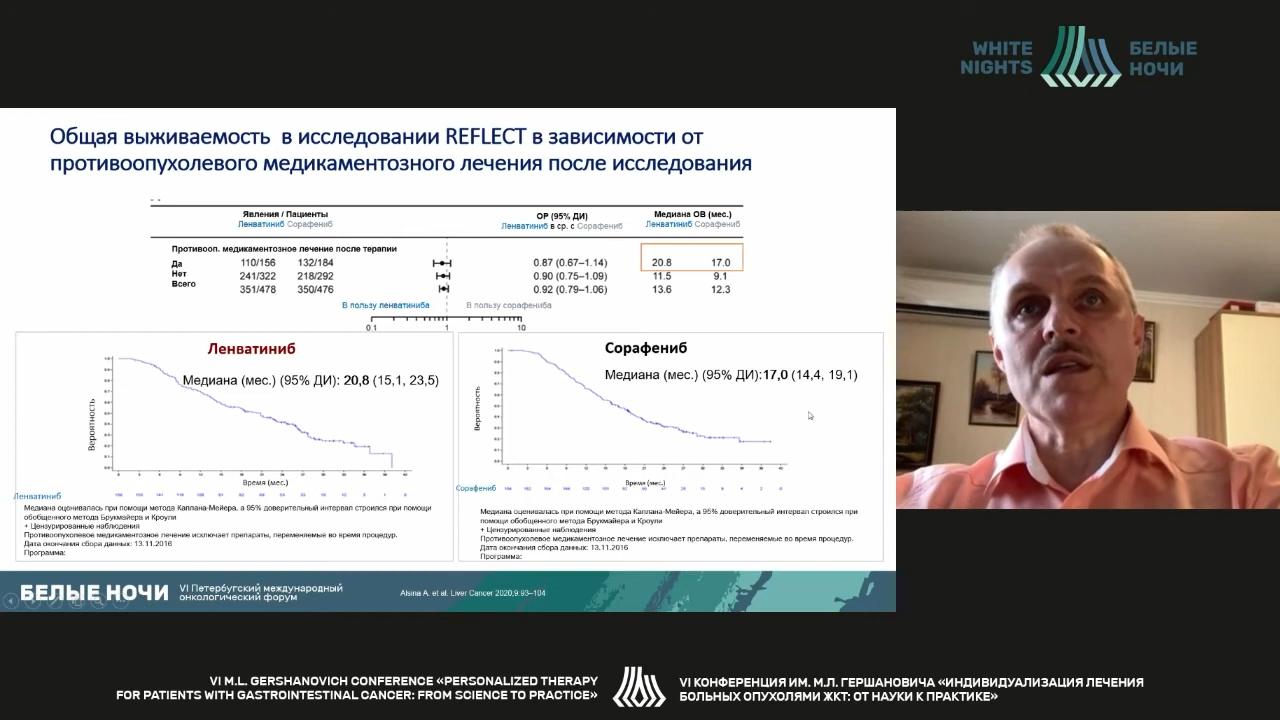 WHITE
NIGHTS
БЕЛЫЕ
НОЧИ
Общая выживаемость в исследовании REFLECT в зависимости от
противоопухолевого медикаментозного лечения после исследования
Явления / Пациенты
Ленватиниб Сорафениб
ОР (95% ДИ)
Ленватиниб в ср. с Сорафениб
Медиана ОВ (мес.)
Ленватиниб Сорафениб
Противооп. медикаментозное лечение после терапии
Да 110/156 132/184 0.87 (0.67–1.14) 20.8 17.0
Нет 241/322 218/292 0.90 (0.75–1.09) 11.5 9.1
Всего 351/478 350/476 0.92 (0.79–1.06) 13.6 12.3
В пользу ленватиниба В пользу сорафениба
0.1 1 10
Ленватиниб
Медиана (мес.) (95% ДИ): 20,8 (15,1, 23,5)
Вероятность
Время (мес.)
Ленватиниб
Медиана оценивалась при помощи метода Каплана-Мейера, а 95% доверительный интервал строился при помощи
обобщенного метода Брукмайера и Кроули
+ Цензурированные наблюдения
Противоопухолевое медикаментозное лечение исключает препараты, переменяемые во время процедур.
Дата окончания сбора данных: 13.11.2016
Программа:
Сорафениб
Медиана (мес.) (95% ДИ):17,0 (14,4, 19,1)
Вероятность
Время (мес.)
Сорафениб
Медиана оценивалась при помощи метода Каплана-Мейера, а 95% доверительный интервал строился при
помощи обобщенного метода Брукмайера и Кроули
+ Цензурированные наблюдения
Противоопухолевое медикаментозное лечение исключает препараты, переменяемые во время процедур.
Дата окончания сбора данных: 13.11.2016
Программа:
БЕЛЫЕ НОЧИ
VI Петербугский международный
онкологический форум
Alsina A. et al. Liver Cancer 2020;9:93–104
VI M.L. GERSHANOVICH CONFERENCE «PERSONALIZED THERAPY
FOR PATIENTS WITH GASTROINTESTINAL CANCER: FROM SCIENCE TO PRACTICE»
VI КОНФЕРЕНЦИЯ ИМ. М.Л. ГЕРШАНОВИЧА «ИНДИВИДУАЛИЗАЦИЯ ЛЕЧЕНИЯ
БОЛЬНЫХ ОПУХОЛЯМИ ЖКТ: ОТ НАУКИ К ПРАКТИКЕ»